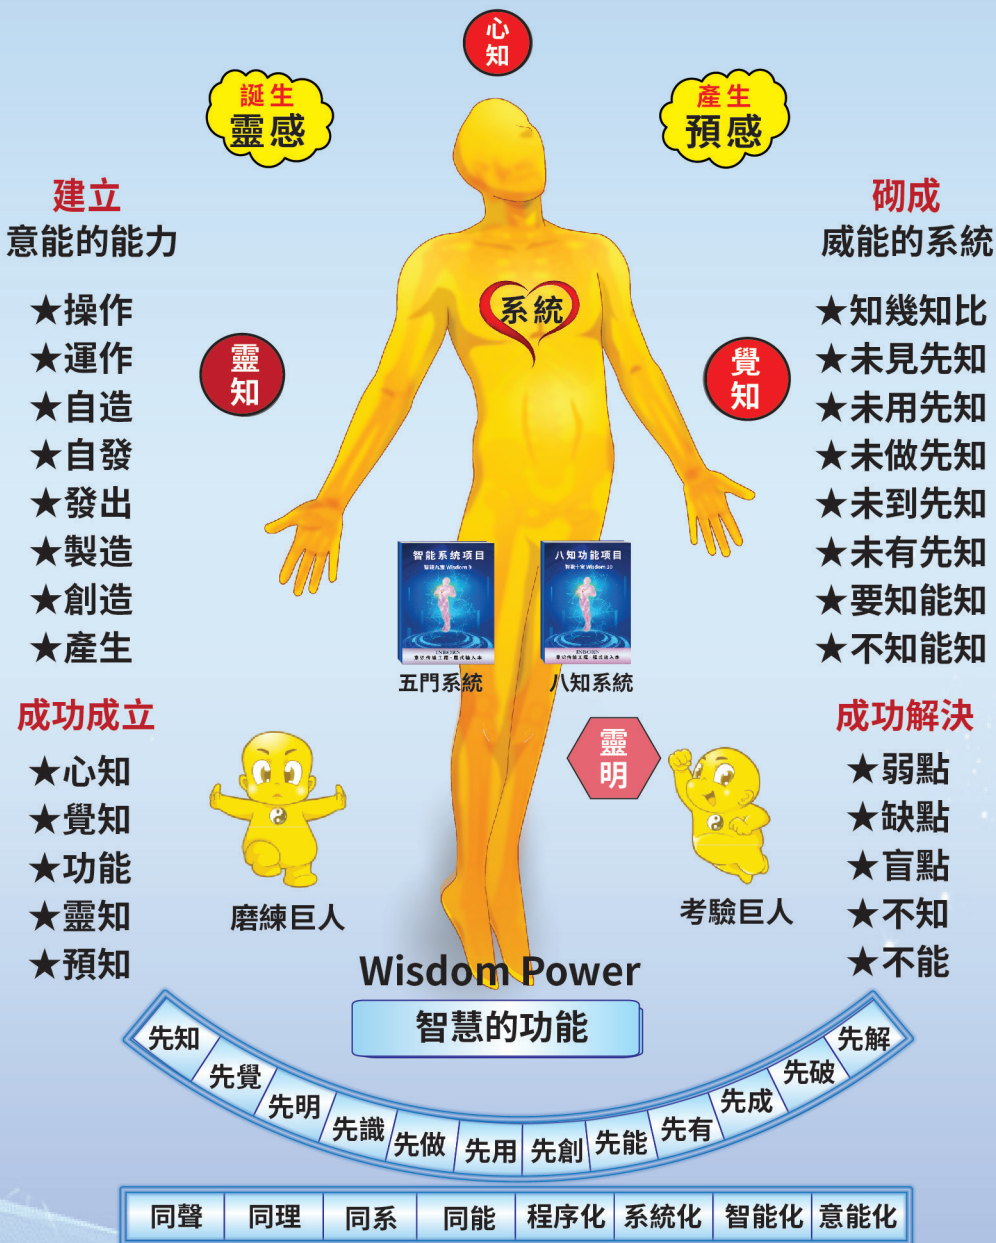 心
知
誕生
靈感
產生
預感
建立
意能的能力
★操作
★運作
★自造
★自發
★發出
★製造
★創造
★產生
砌成
威能的系統
★知幾知比
★未見先知
★未用先知
★未做先知
★未到先知
★未有先知
★要知能知
★不知能知
系統
靈
知
覺
知
智能系统项目
Wisdom 9
INBORN
五門系統
八知功能项目
Wisdom 10
INBORN
八知系統
成功成立
★心知
★覺知
★功能
★靈知
★預知
成功解決
★弱點
★缺點
★盲點
★不知
★不能
靈
明
磨練巨人
考驗巨人
Wisdom Power
智慧的功能
先知
先覺
先明
先識
先做
先用
先創
先能
先有
先成
先破
先解
同聲 同理 同系 同能 程序化 系統化 智能化 意能化